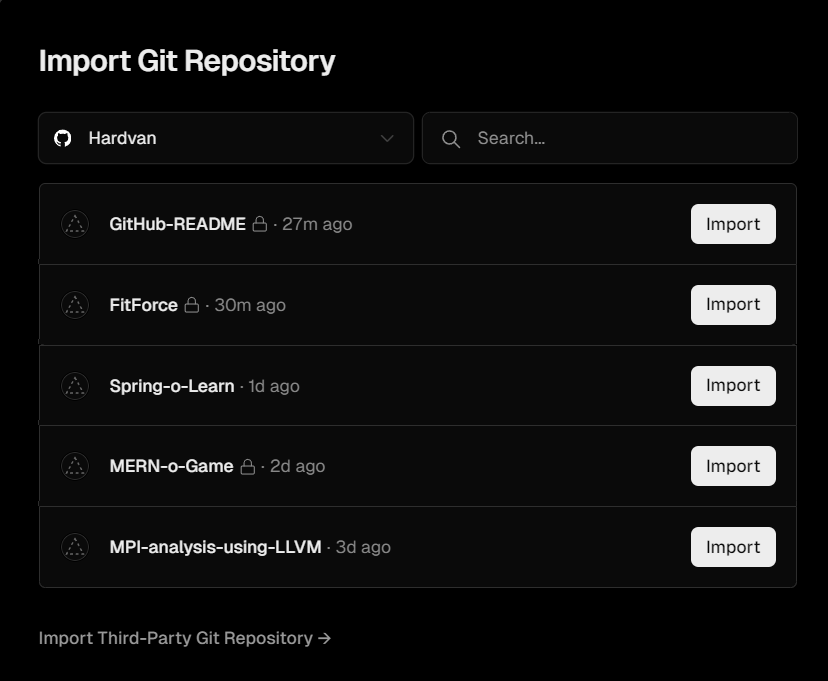 Import Git Repository
Hardvan
Search...
GitHub-README · 27m ago
Import
FitForce · 30m ago
Import
Spring-o-Learn · 1d ago
Import
MERN-o-Game · 2d ago
Import
MPI-analysis-using-LLVM · 3d ago
Import
Import Third-Party Git Repository →